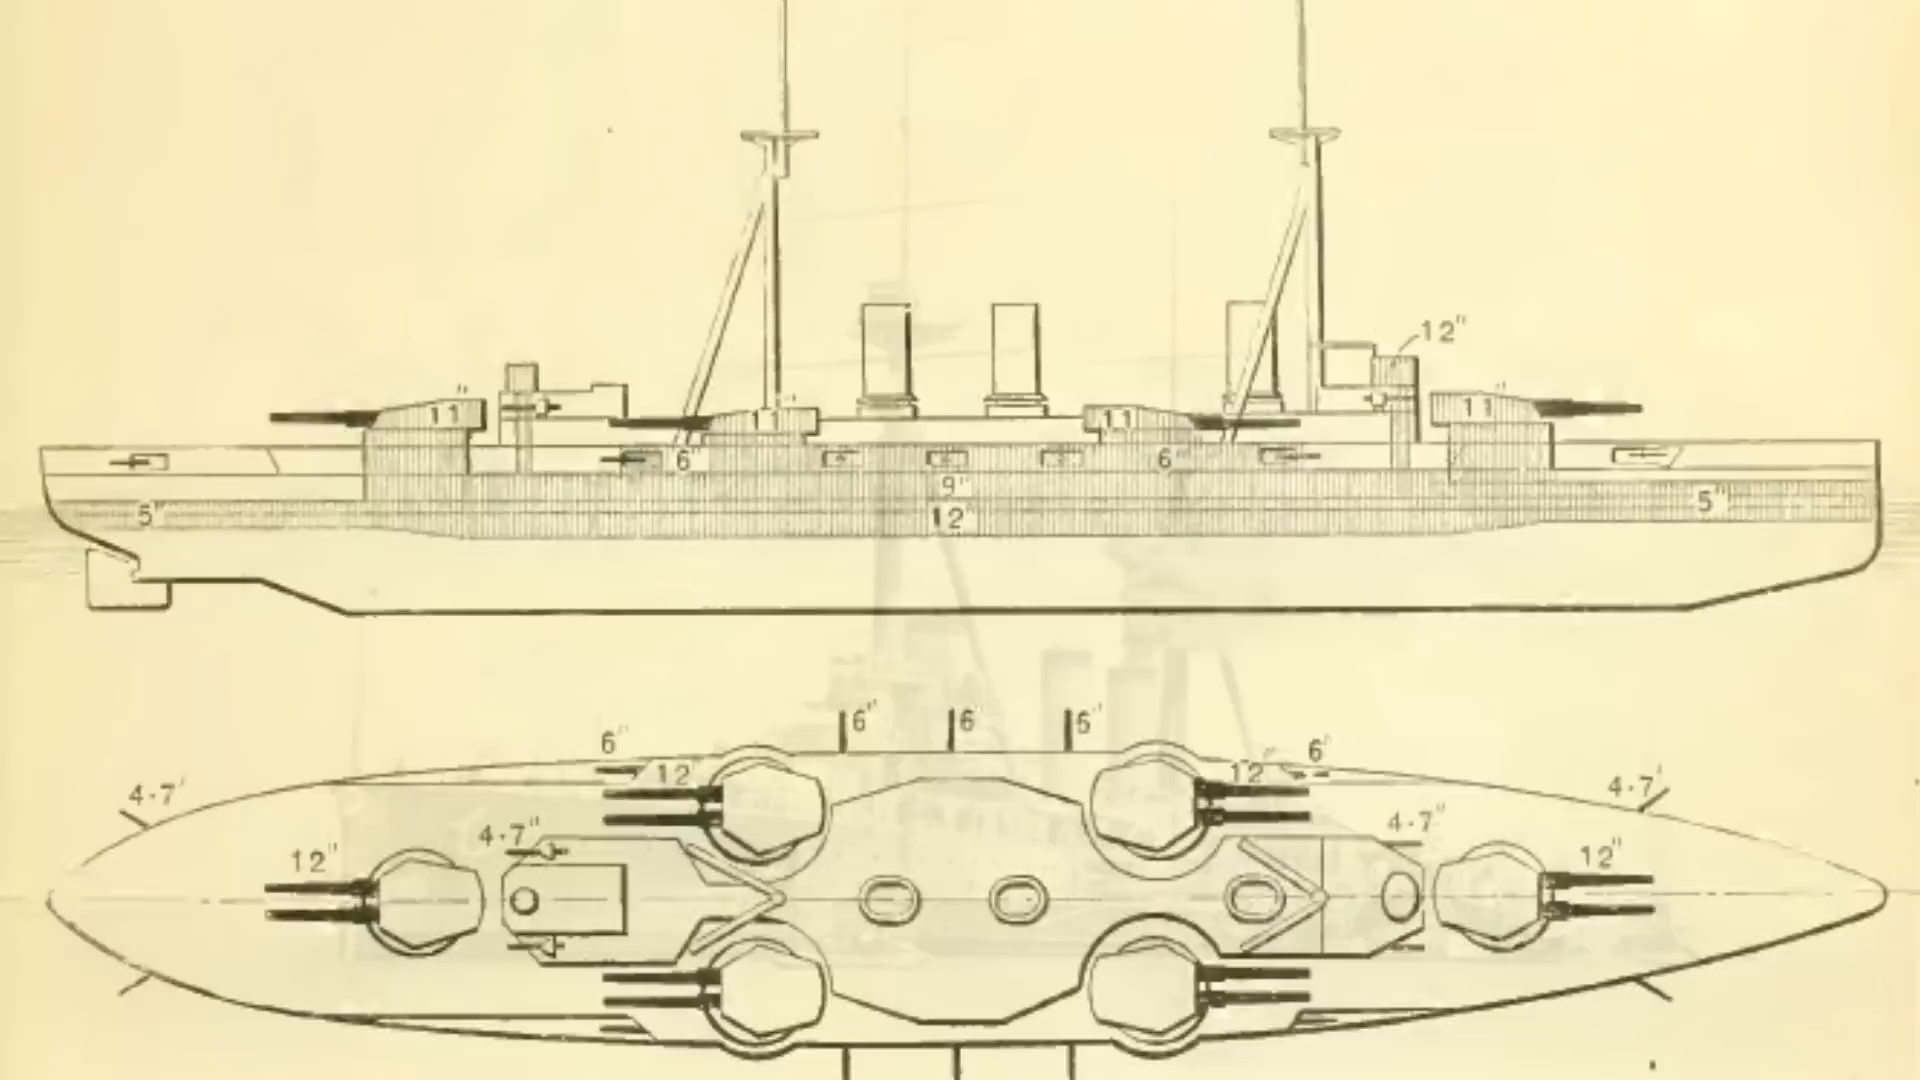 12"
11" 11" 11 11"
6" 6"
9"
5" 12" 5"
6" 6" 6"
6" 6"
12 12"
4·7' 4·7'
4·7" 4·7"
12" 12"